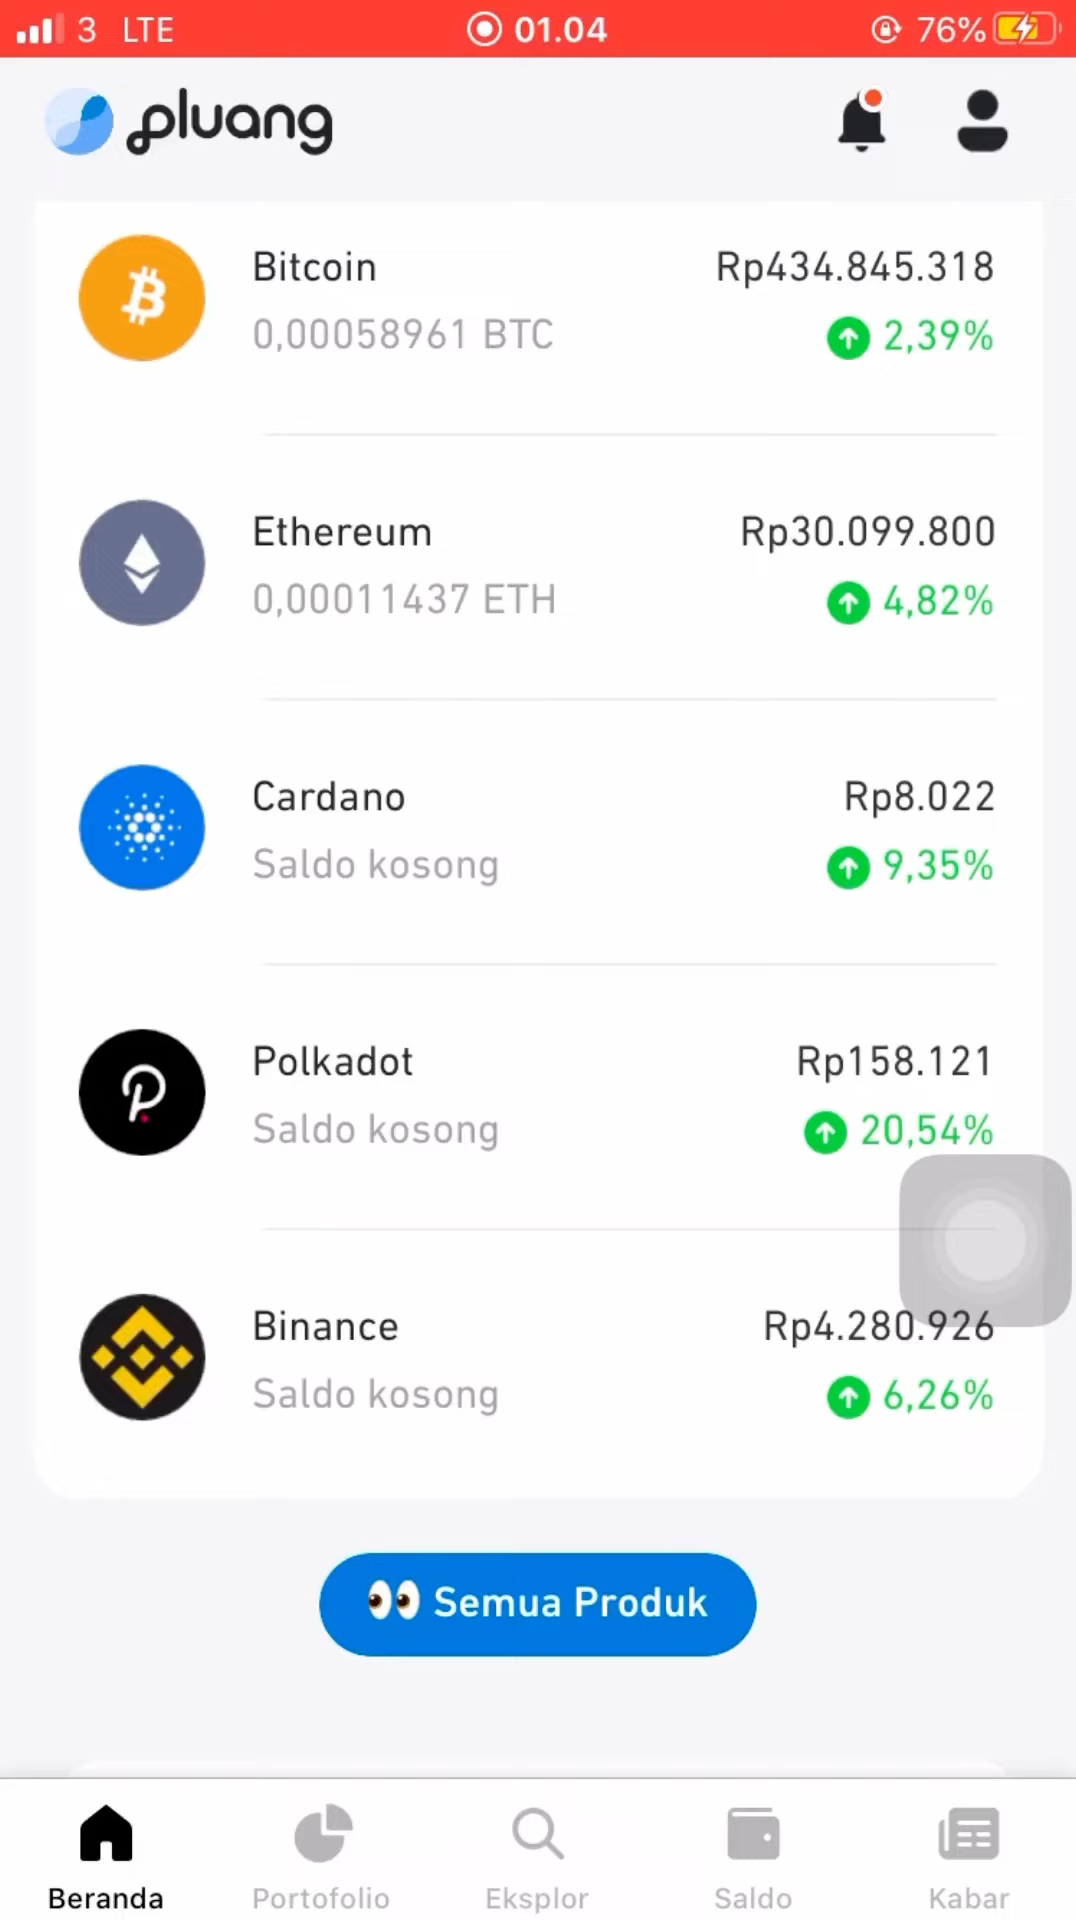 3 LTE 01.04 76%
pluang
Bitcoin Rp434.845.318
0,00058961 BTC 2,39%
Ethereum Rp30.099.800
0,00011437 ETH 4,82%
Cardano Rp8.022
Saldo kosong 9,35%
Polkadot Rp158.121
Saldo kosong 20,54%
Binance Rp4.280.926
Saldo kosong 6,26%
👀 Semua Produk
Beranda Portofolio Eksplor Saldo Kabar